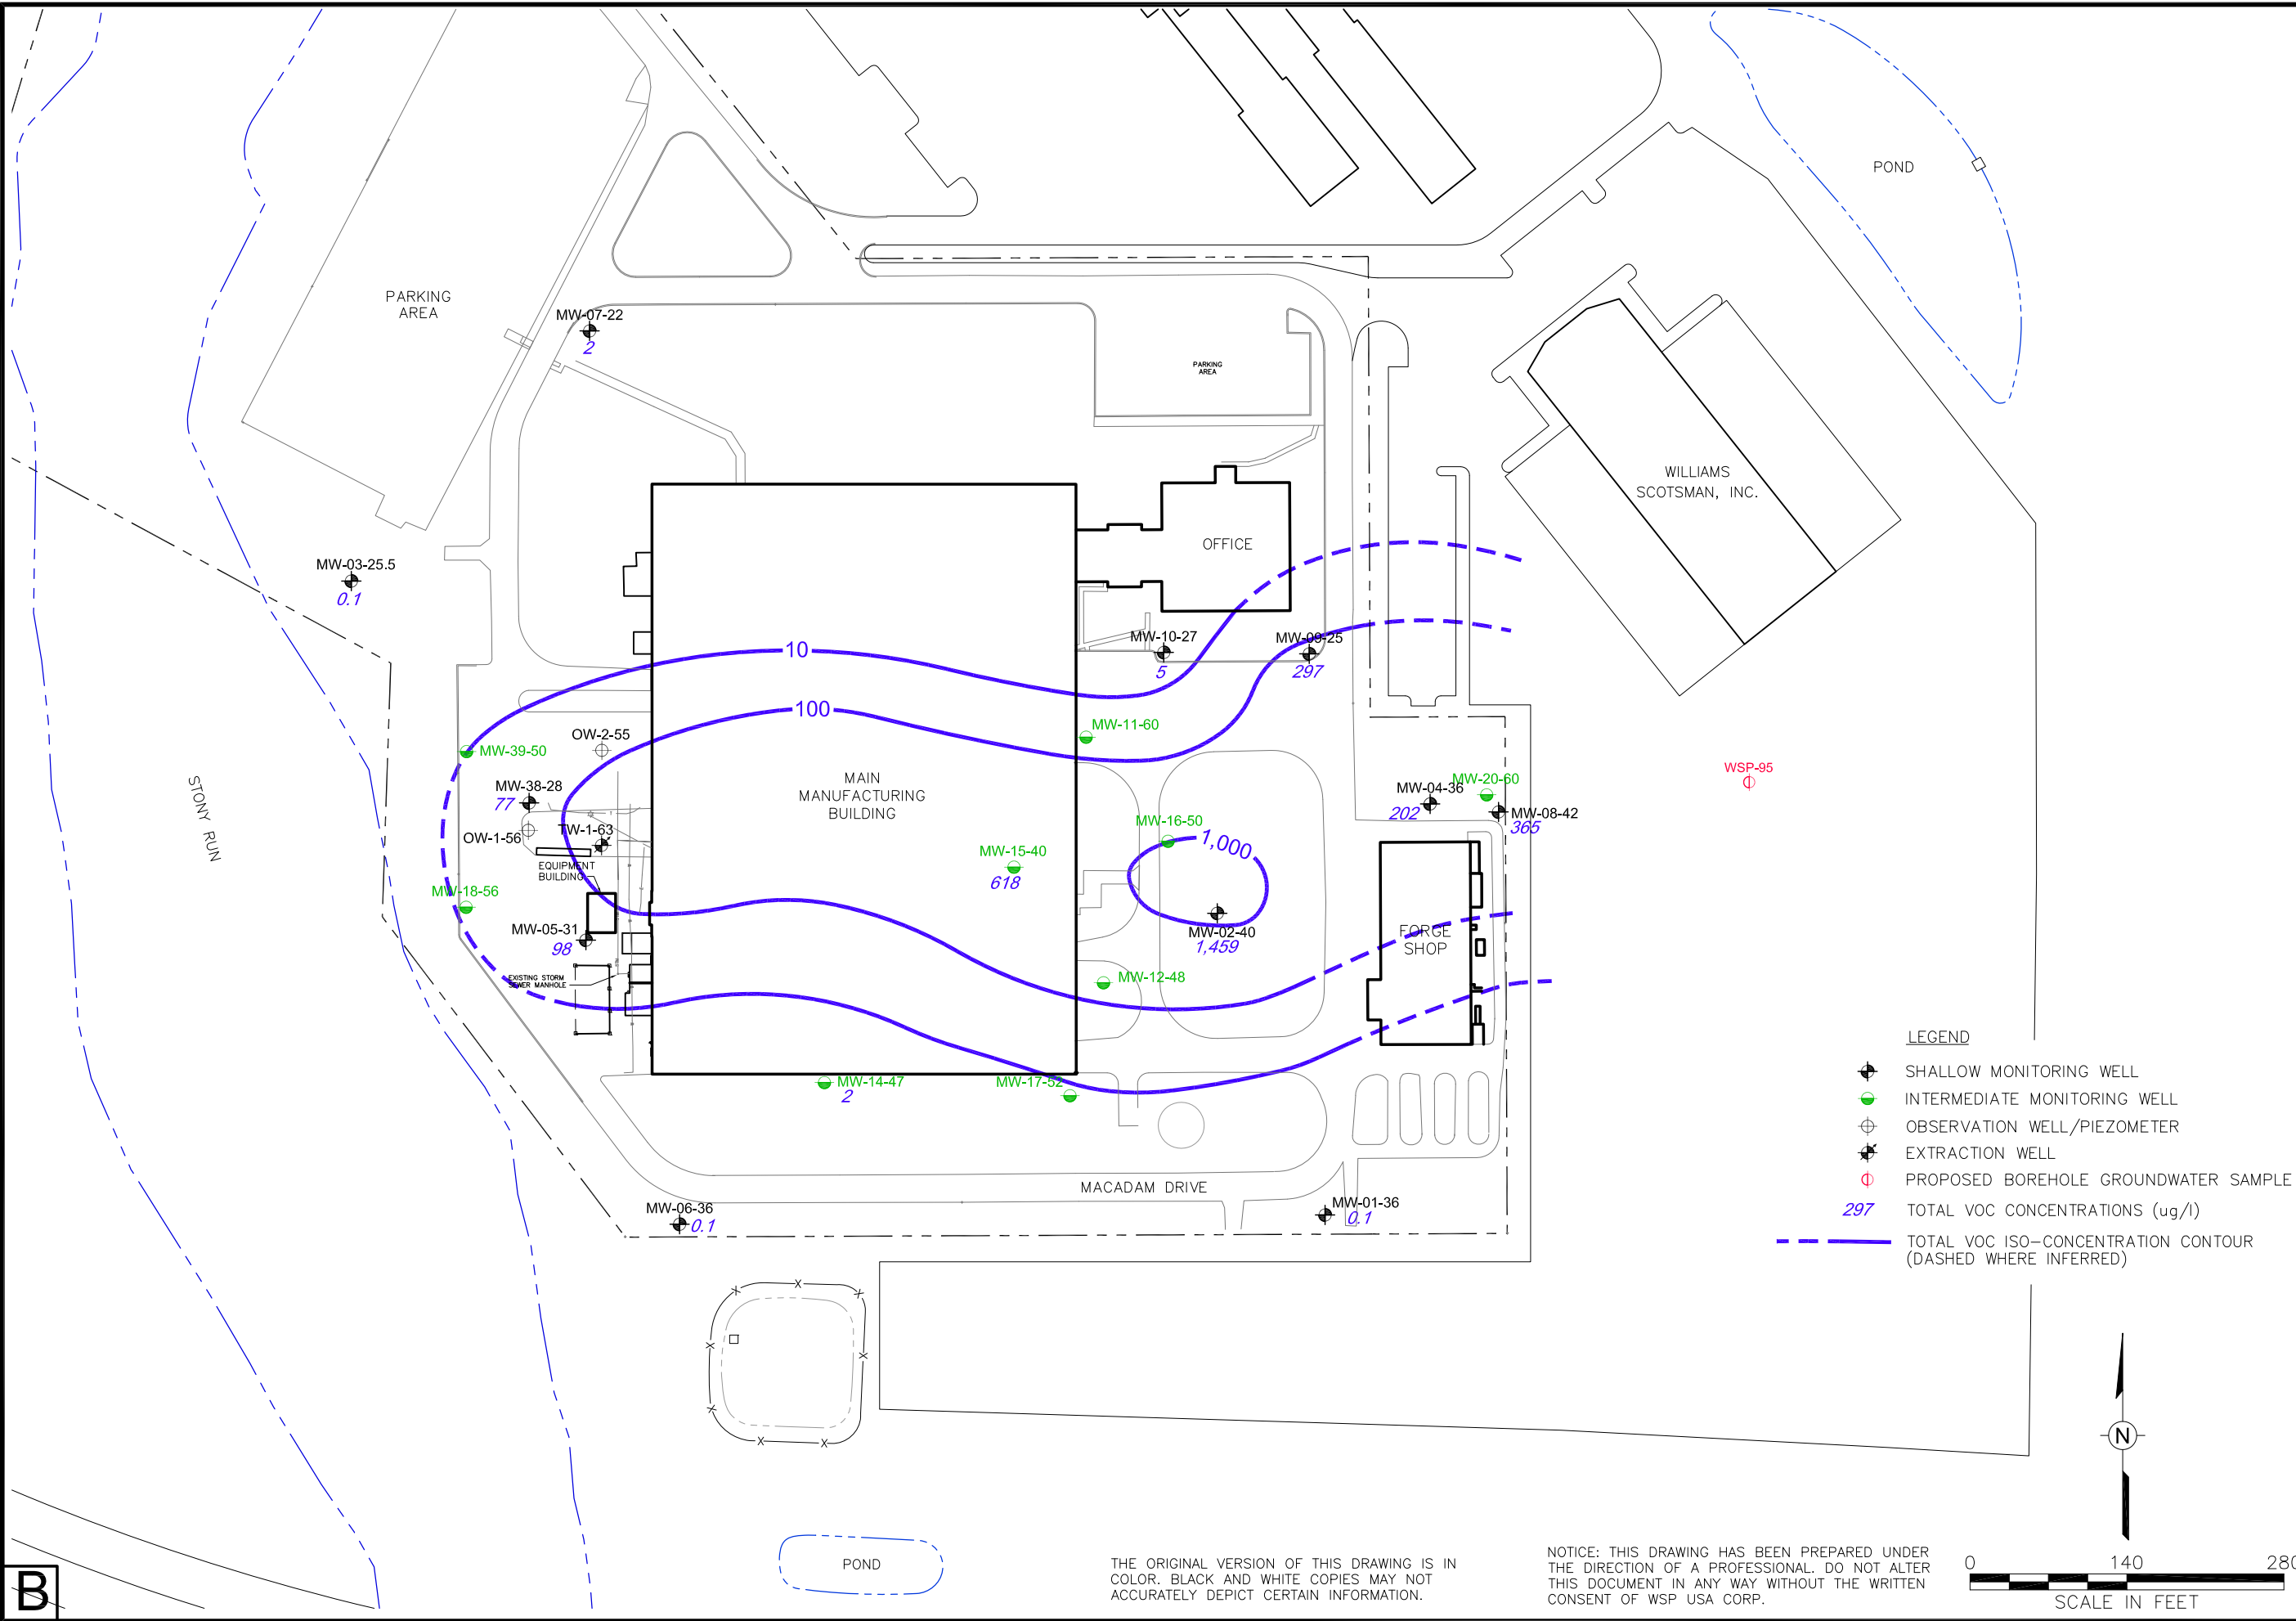 POND
PARKING
AREA
MW-07-22
2
PARKING
AREA
WILLIAMS
SCOTSMAN, INC.
OFFICE
MW-03-25.5
0.1
10
MW-10-27
5
MW-09-25
297
100
MW-11-60
OW-2-55
MW-39-50
MAIN
MANUFACTURING
BUILDING
STONY RUN
MW-38-28
77
OW-1-56
TW-1-63
EQUIPMENT
BUILDING
WSP-95
MW-20-60
MW-04-36
202
MW-08-42
365
MW-16-50
1,000
MW-15-40
618
MW-18-56
MW-05-31
98
MW-02-40
1,459
FORGE
SHOP
EXISTING STORM
SEWER MANHOLE
MW-12-48
MW-14-47
2
MW-17-52
MACADAM DRIVE
MW-06-36
0.1
MW-01-36
0.1
LEGEND
SHALLOW MONITORING WELL
INTERMEDIATE MONITORING WELL
OBSERVATION WELL/PIEZOMETER
EXTRACTION WELL
PROPOSED BOREHOLE GROUNDWATER SAMPLE
297 TOTAL VOC CONCENTRATIONS (ug/l)
TOTAL VOC ISO-CONCENTRATION CONTOUR
(DASHED WHERE INFERRED)
X
X
X
X
X
X
X
X
N
POND
B
THE ORIGINAL VERSION OF THIS DRAWING IS IN
COLOR. BLACK AND WHITE COPIES MAY NOT
ACCURATELY DEPICT CERTAIN INFORMATION.
NOTICE: THIS DRAWING HAS BEEN PREPARED UNDER
THE DIRECTION OF A PROFESSIONAL. DO NOT ALTER
THIS DOCUMENT IN ANY WAY WITHOUT THE WRITTEN
CONSENT OF WSP USA CORP.
0 140 280
SCALE IN FEET